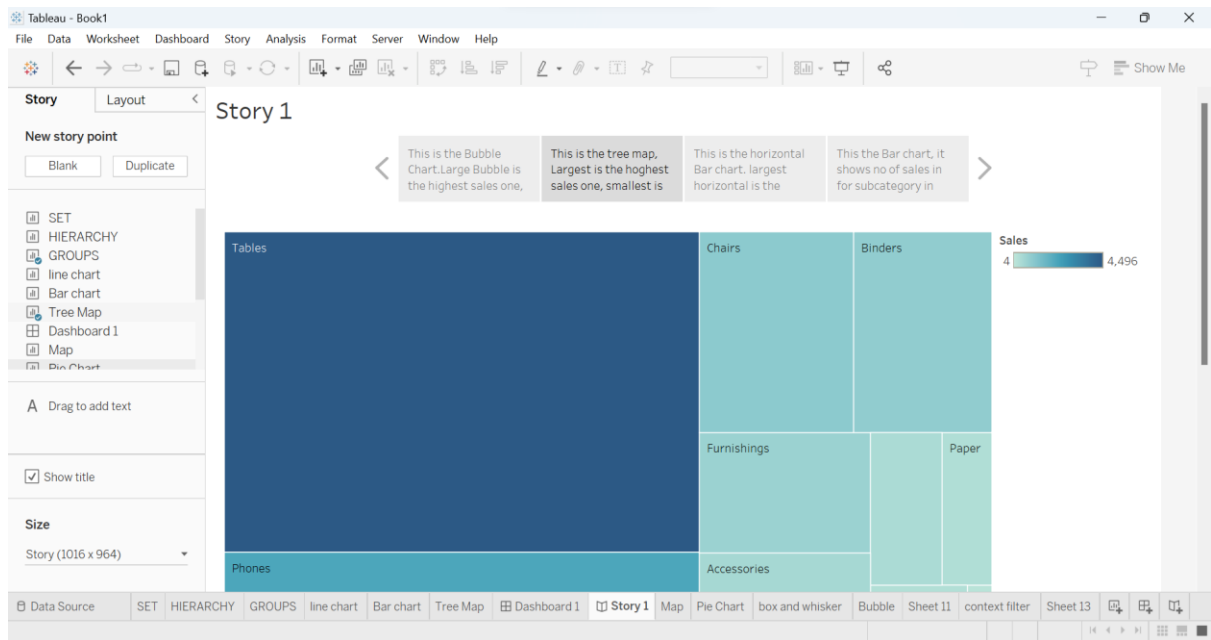 Tableau - Book1
File Data Worksheet Dashboard Story Analysis Format Server Window Help
Show Me
Story Layout
New story point
Blank Duplicate
SET
HIERARCHY
GROUPS
line chart
Bar chart
Tree Map
Dashboard 1
Map
Pie Chart
A Drag to add text
Show title
Size
Story (1016 x 964)
Story 1
This is the Bubble
Chart.Large Bubble is
the highest sales one,
This is the tree map,
Largest is the hoghest
sales one, smallest is
This is the horizontal
Bar chart. largest
horizontal is the
This the Bar chart, it
shows no of sales in
for subcategory in
Tables
Chairs
Binders
Furnishings
Paper
Phones
Accessories
Sales
4 4,496
Data Source SET HIERARCHY GROUPS line chart Bar chart Tree Map Dashboard 1 Story 1 Map Pie Chart box and whisker Bubble Sheet 11 context filter Sheet 13